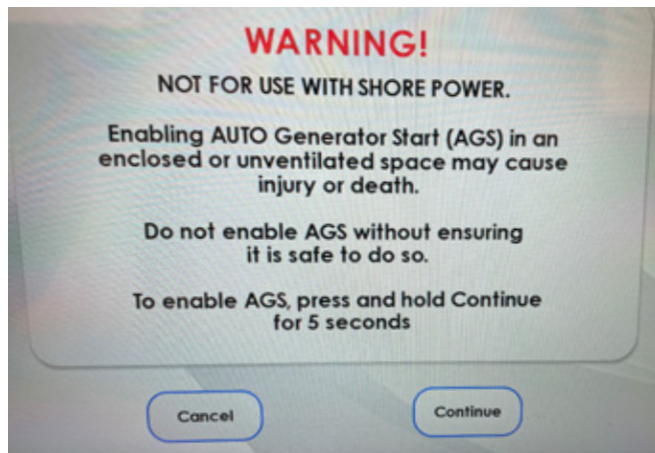 WARNING!
NOT FOR USE WITH SHORE POWER.
Enabling AUTO Generator Start (AGS) in an
enclosed or unventilated space may cause
injury or death.
Do not enable AGS without ensuring
it is safe to do so.
To enable AGS, press and hold Continue
for 5 seconds
Cancel
Continue